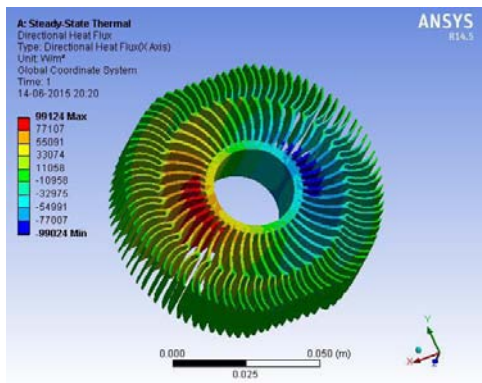 A: Steady-State Thermal
Directional Heat Flux
Type: Directional Heat Flux(X Axis)
Unit: W/m²
Global Coordinate System
Time: 1
14-06-2015 20:20
ANSYS
R14.5
99124 Max
77107
55091
33074
11058
-10958
-32975
-54991
-77007
-99024 Min
0.000
0.050 (m)
0.025
Y
X